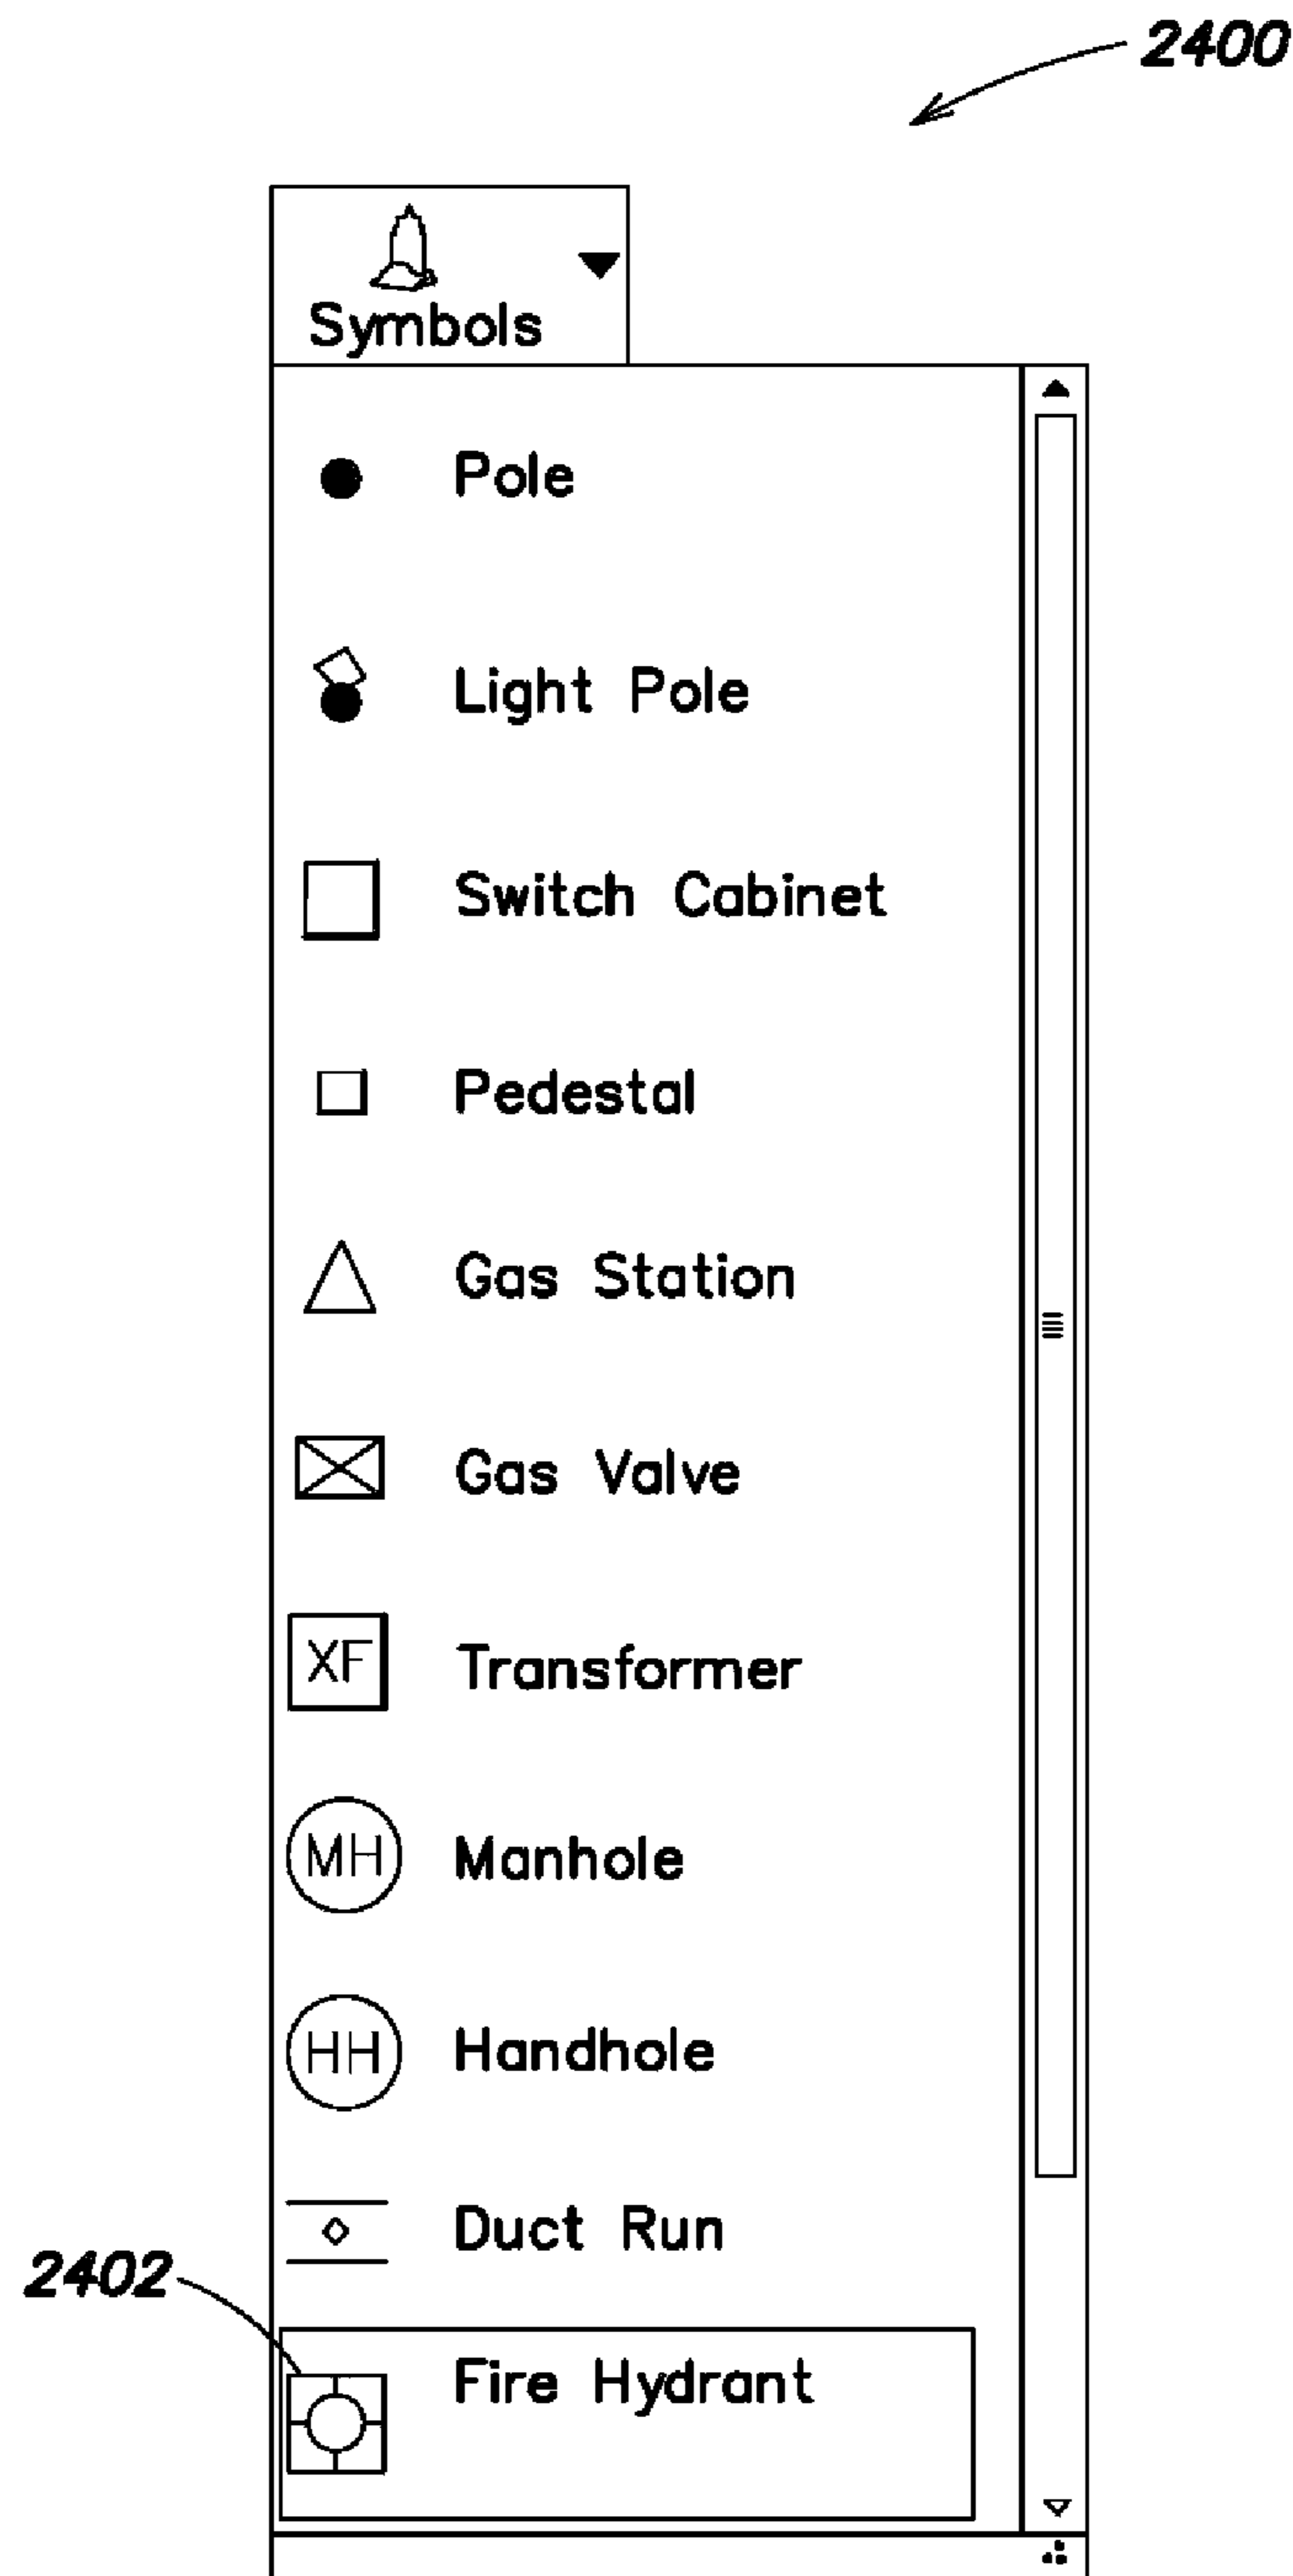 2400
Symbols
Pole
Light Pole
Switch Cabinet
Pedestal
Gas Station
Gas Valve
XF Transformer
MH Manhole
HH Handhole
Duct Run
2402
Fire Hydrant